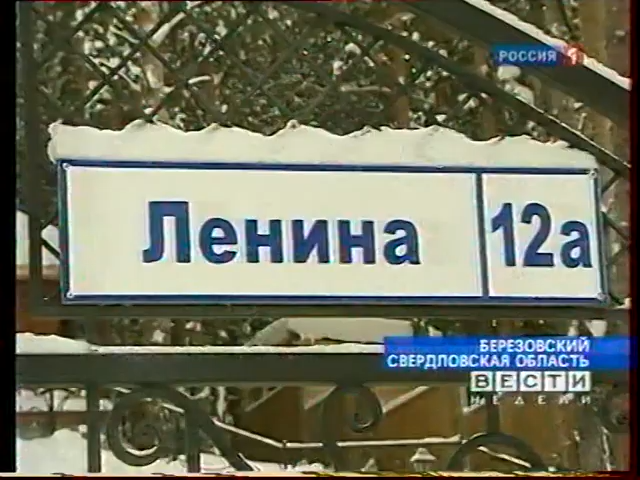 РОССИЯ 1
Ленина 12а
БЕРЕЗОВСКИЙ
СВЕРДЛОВСКАЯ ОБЛАСТЬ
ВЕСТИ
НЕДЕЛИ